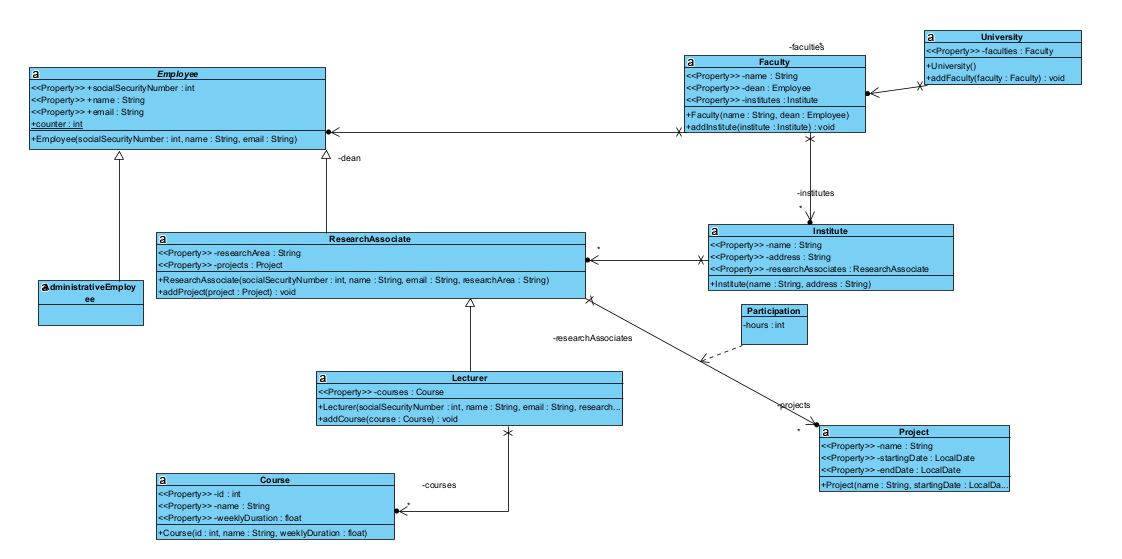 University
<<Property>> -faculties : Faculty
+University()
+addFaculty(faculty : Faculty) : void
-faculties
*
Faculty
<<Property>> -name : String
<<Property>> -dean : Employee
<<Property>> -institutes : Institute
+Faculty(name : String, dean : Employee)
+addInstitute(institute : Institute) : void
Employee
<<Property>> +socialSecurityNumber : int
<<Property>> +name : String
<<Property>> +email : String
+counter : int
+Employee(socialSecurityNumber : int, name : String, email : String)
-dean
-institutes
*
ResearchAssociate
<<Property>> -researchArea : String
<<Property>> -projects : Project
+ResearchAssociate(socialSecurityNumber : int, name : String, email : String, researchArea : String)
+addProject(project : Project) : void
*
Institute
<<Property>> -name : String
<<Property>> -address : String
<<Property>> -researchAssociates : ResearchAssociate
+Institute(name : String, address : String)
AdministrativeEmploy
ee
Participation
-hours : int
-researchAssociates
Lecturer
<<Property>> -courses : Course
+Lecturer(socialSecurityNumber : int, name : String, email : String, research...
+addCourse(course : Course) : void
-projects
*
Project
<<Property>> -name : String
<<Property>> -startingDate : LocalDate
<<Property>> -endDate : LocalDate
+Project(name : String, startingDate : LocalDa...
Course
<<Property>> -id : int
<<Property>> -name : String
<<Property>> -weeklyDuration : float
+Course(id : int, name : String, weeklyDuration : float)
-courses
*